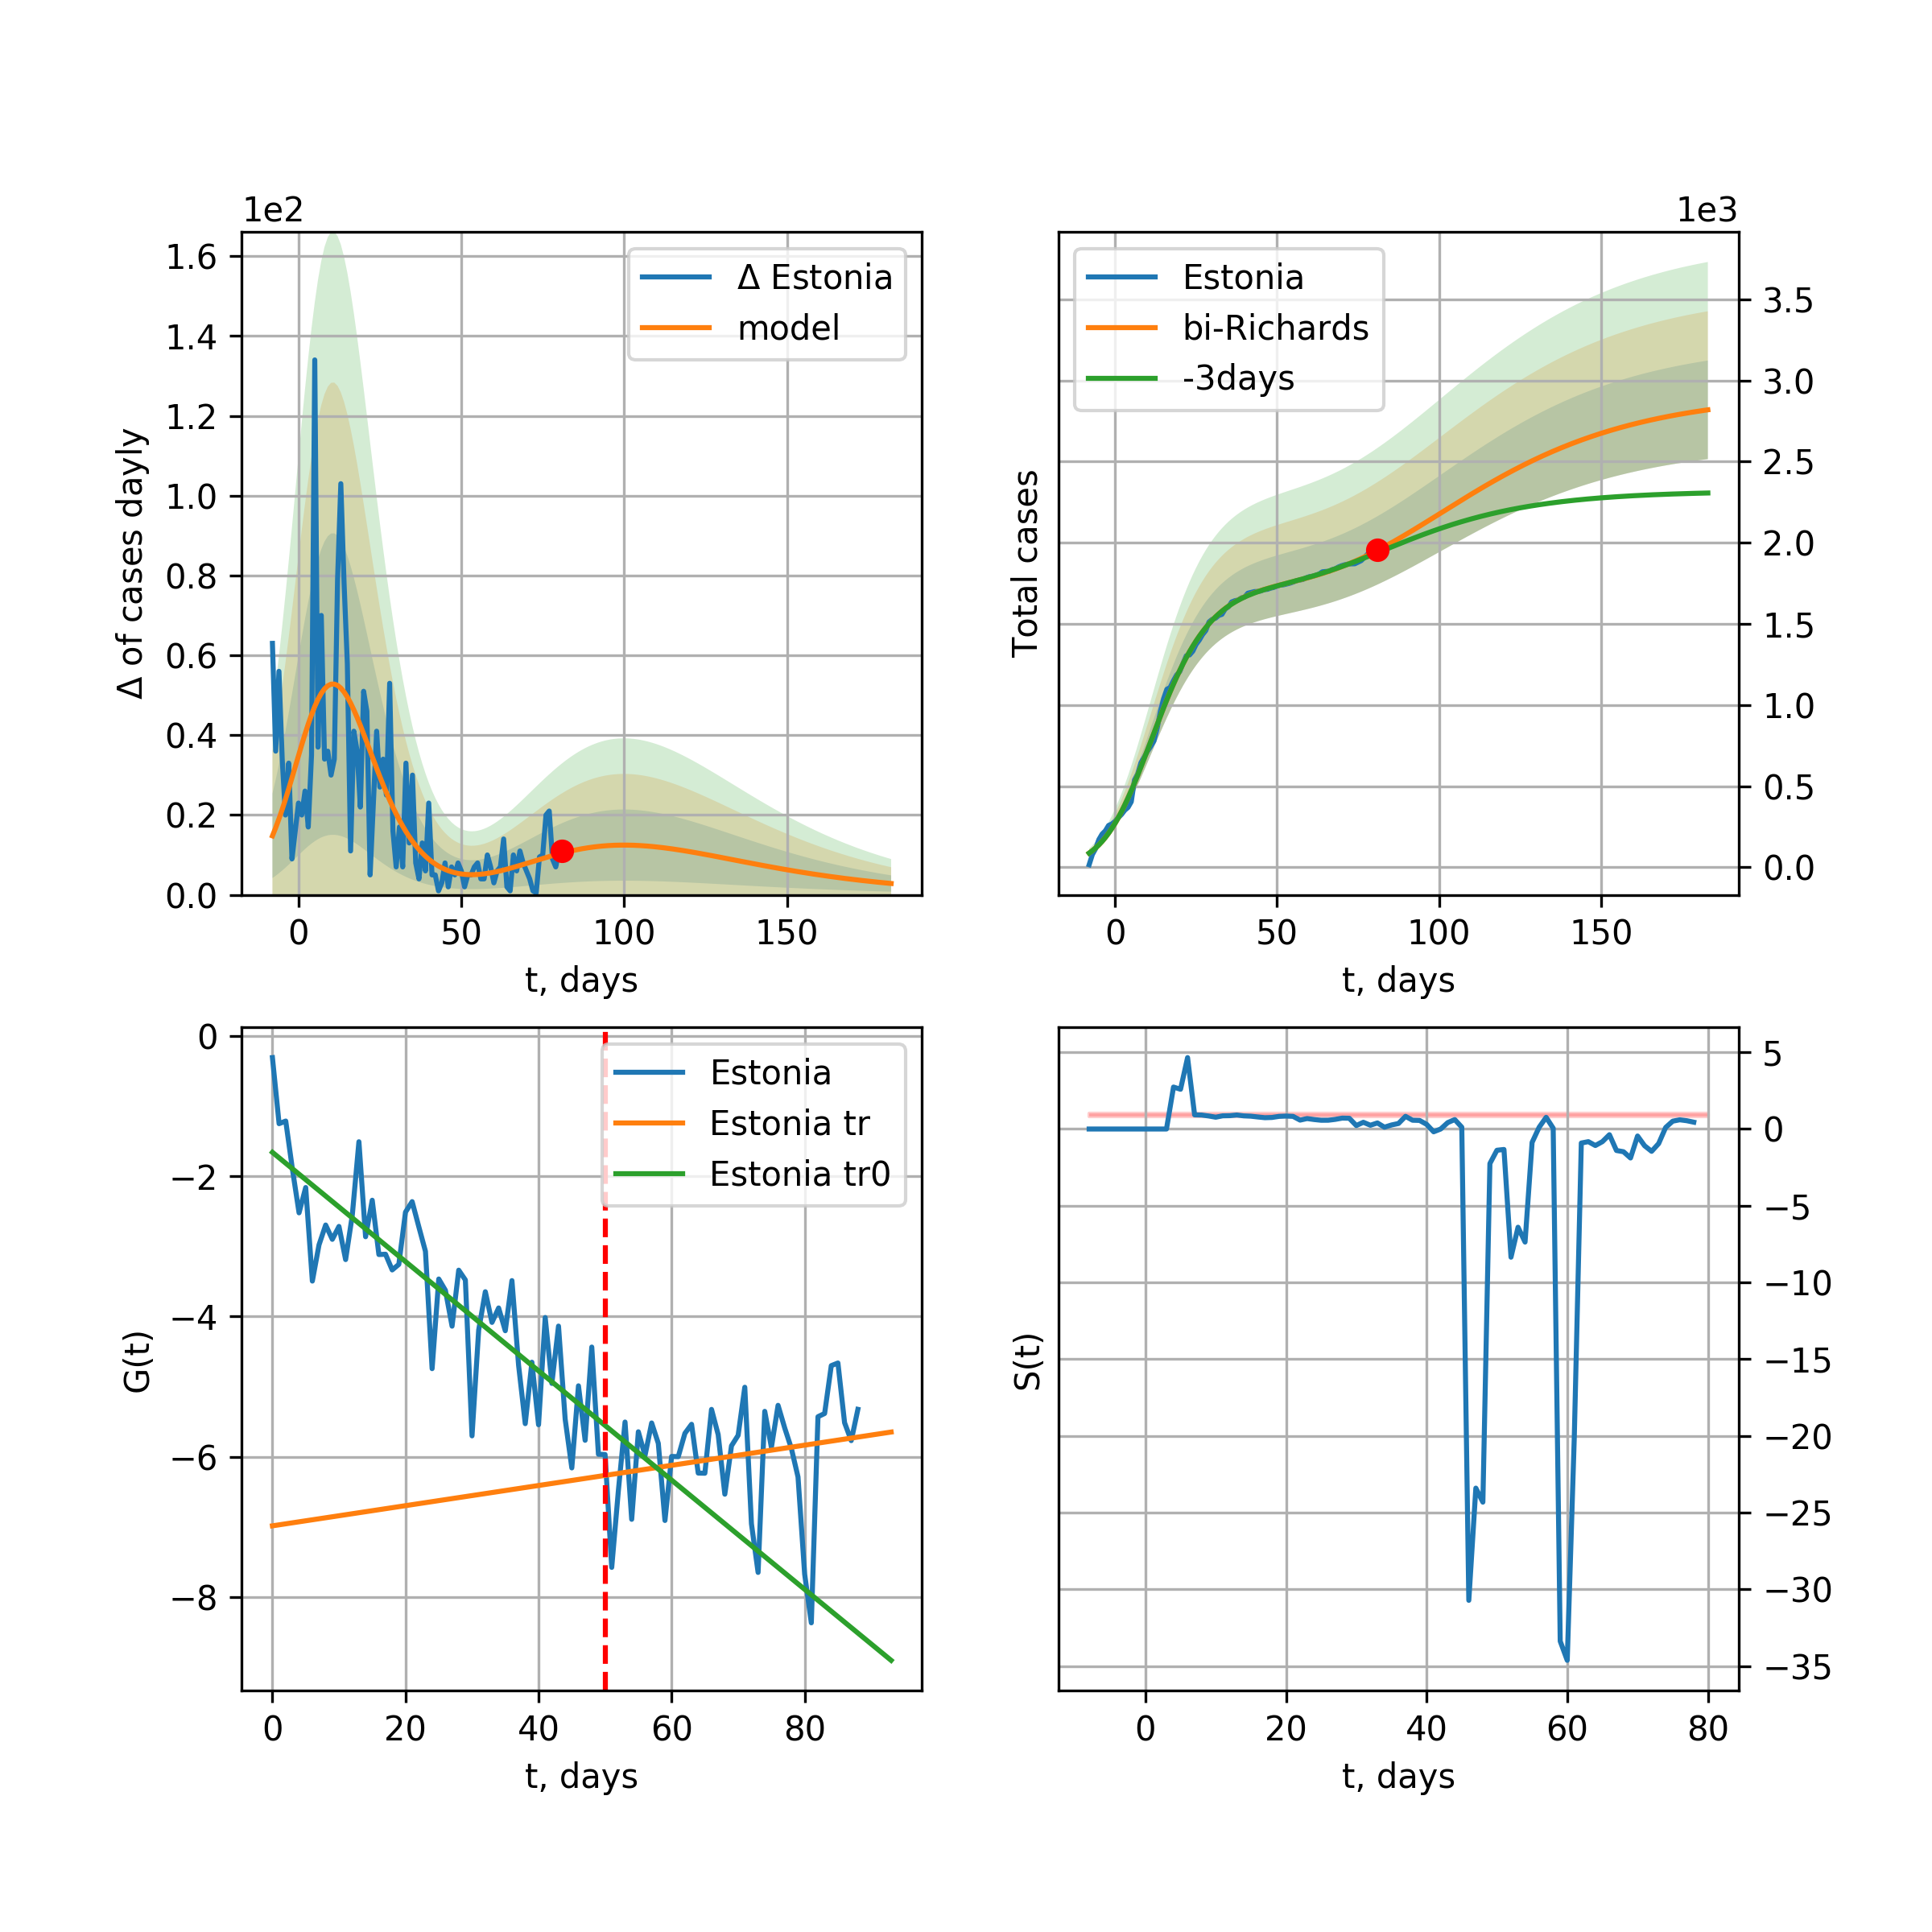 1e2
1.6
1.4
1.2
1.0
0.8
0.6
0.4
0.2
0.0
Δ of cases dayly
Δ Estonia
model
0 50 100 150
t, days
1e3
Estonia
bi-Richards
-3days
Total cases
3.5
3.0
2.5
2.0
1.5
1.0
0.5
0.0
0 50 100 150
t, days
0
−2
−4
−6
−8
G(t)
Estonia
Estonia tr
Estonia tr0
0 20 40 60 80
t, days
S(t)
5
0
−5
−10
−15
−20
−25
−30
−35
0 20 40 60 80
t, days